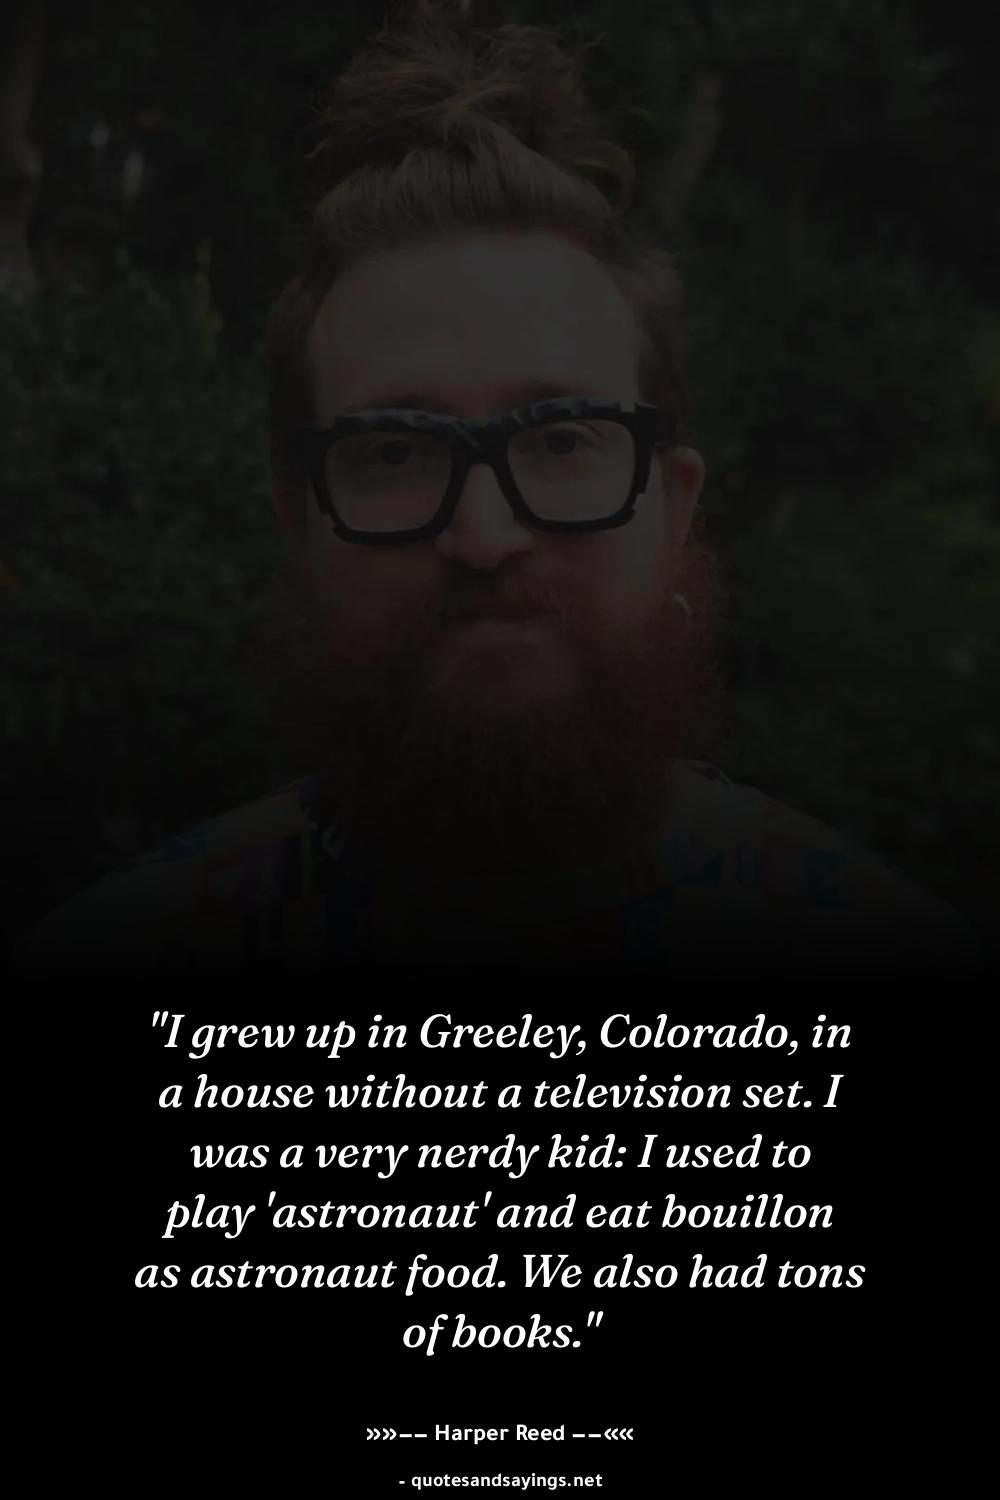 "I grew up in Greeley, Colorado, in
a house without a television set. I
was a very nerdy kid: I used to
play 'astronaut' and eat bouillon
as astronaut food. We also had tons
of books."
»»−− Harper Reed −−««
- quotesandsayings.net